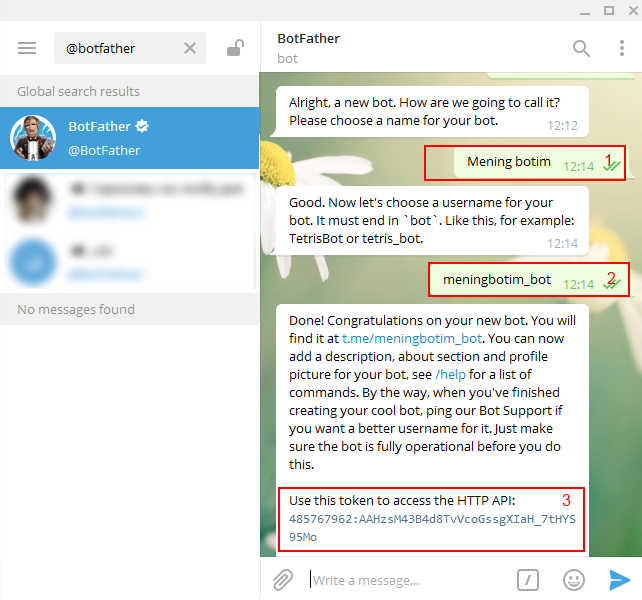 @botfather
BotFather
bot
Global search results
BotFather
@BotFather
No messages found
Alright, a new bot. How are we going to call it?
Please choose a name for your bot.
12:12
Mening botim
12:14
1
Good. Now let's choose a username for your
bot. It must end in `bot`. Like this, for example:
TetrisBot or tetris_bot.
12:14
meningbotim_bot
12:14
2
Done! Congratulations on your new bot. You will
find it at t.me/meningbotim_bot. You can now
add a description, about section and profile
picture for your bot, see /help for a list of
commands. By the way, when you've finished
creating your cool bot, ping our Bot Support if
you want a better username for it. Just make
sure the bot is fully operational before you do
this.
Use this token to access the HTTP API:
3
485767962:AAHzsM43B4d8TvVcoGssgXIaH_7tHYS
95Mo
Write a message...